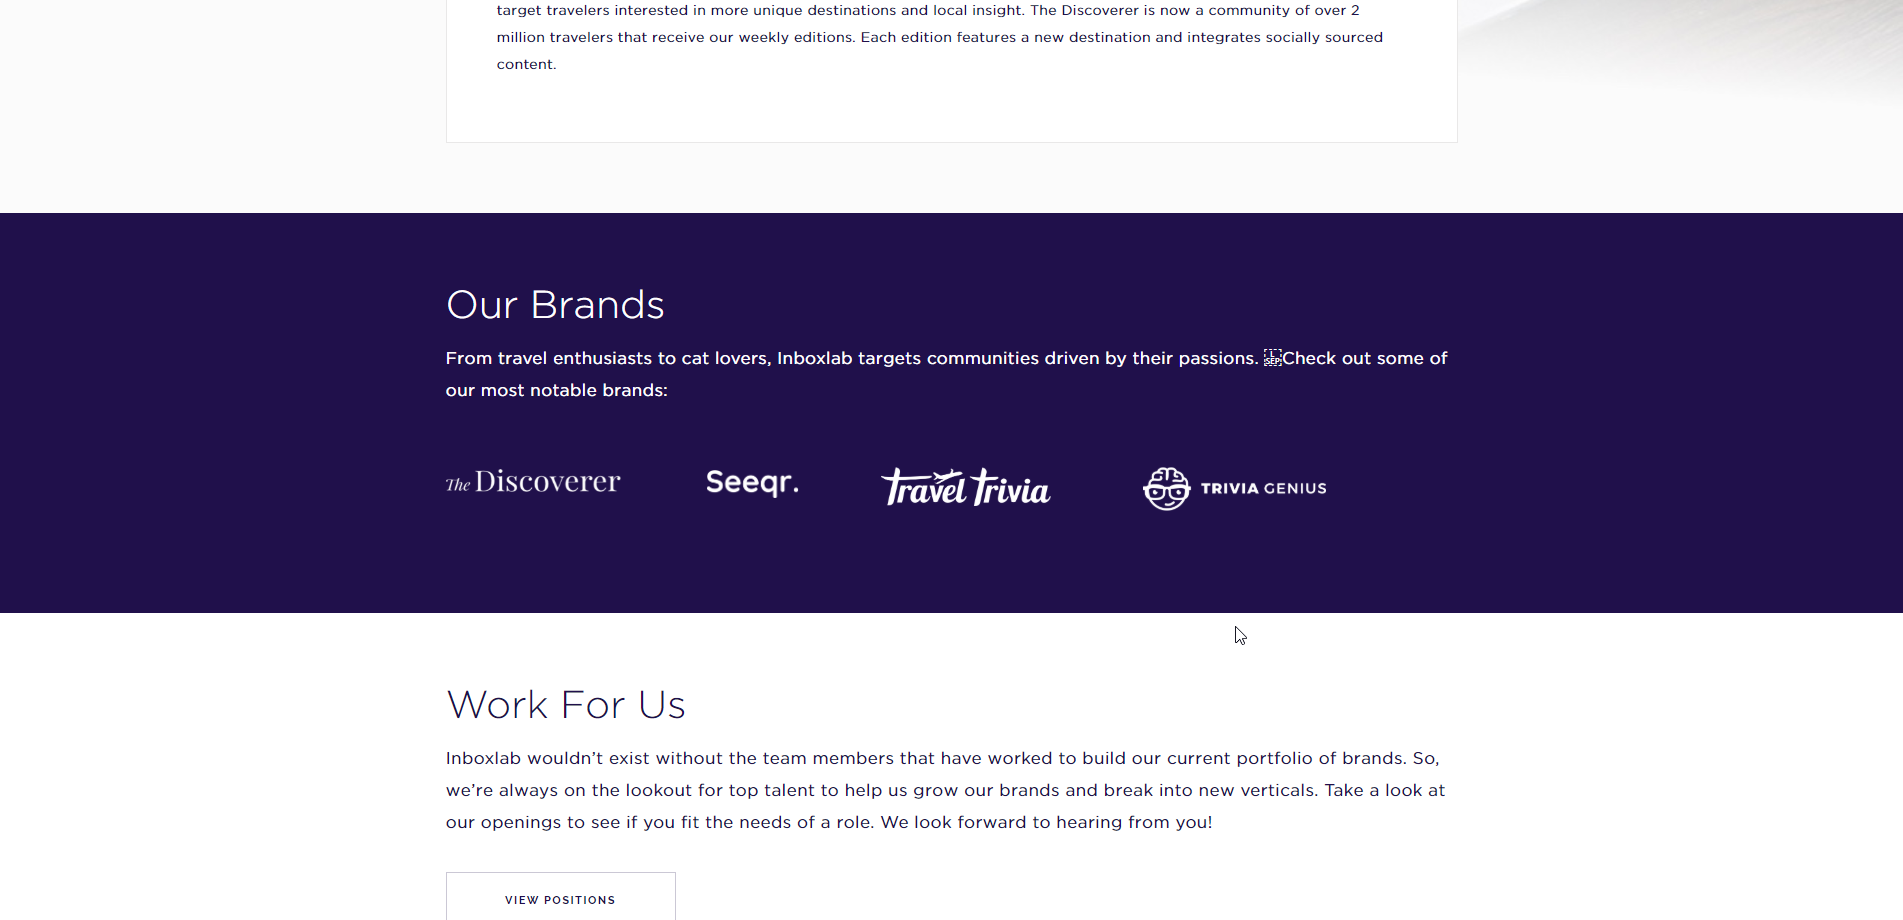 target travelers interested in more unique destinations and local insight. The Discoverer is now a community of over 2
million travelers that receive our weekly editions. Each edition features a new destination and integrates socially sourced
content.
Our Brands
From travel enthusiasts to cat lovers, Inboxlab targets communities driven by their passions. L SEP Check out some of
our most notable brands:
The Discoverer
Seeqr.
Travel Trivia
TRIVIA GENIUS
Work For Us
Inboxlab wouldn’t exist without the team members that have worked to build our current portfolio of brands. So,
we’re always on the lookout for top talent to help us grow our brands and break into new verticals. Take a look at
our openings to see if you fit the needs of a role. We look forward to hearing from you!
VIEW POSITIONS